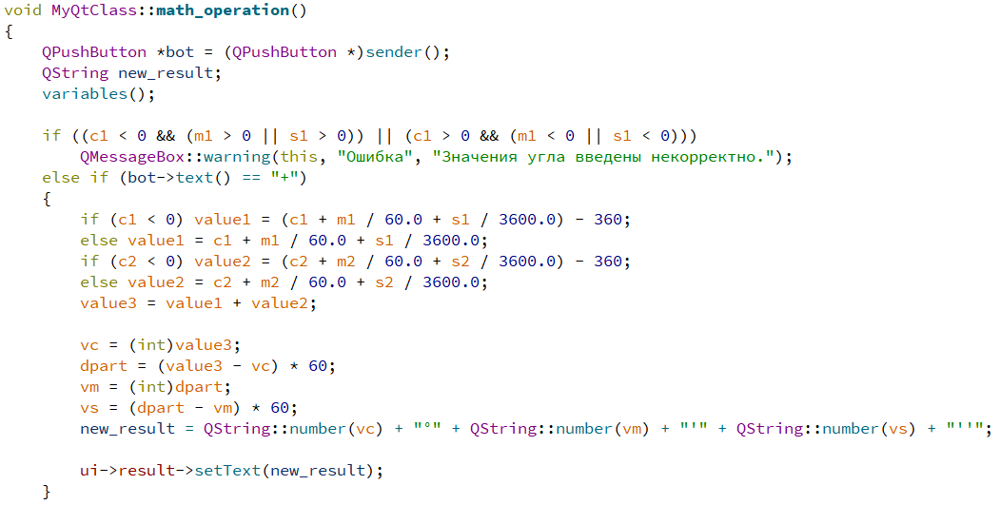 void MyQtClass::math_operation()
{
    QPushButton *bot = (QPushButton *)sender();
    QString new_result;
    variables();

    if ((c1 < 0 && (m1 > 0 || s1 > 0)) || (c1 > 0 && (m1 < 0 || s1 < 0)))
        QMessageBox::warning(this, "Ошибка", "Значения угла введены некорректно.");
    else if (bot->text() == "+")
    {
        if (c1 < 0) value1 = (c1 + m1 / 60.0 + s1 / 3600.0) - 360;
        else value1 = c1 + m1 / 60.0 + s1 / 3600.0;
        if (c2 < 0) value2 = (c2 + m2 / 60.0 + s2 / 3600.0) - 360;
        else value2 = c2 + m2 / 60.0 + s2 / 3600.0;
        value3 = value1 + value2;

        vc = (int)value3;
        dpart = (value3 - vc) * 60;
        vm = (int)dpart;
        vs = (dpart - vm) * 60;
        new_result = QString::number(vc) + "°" + QString::number(vm) + "'" + QString::number(vs) + "''";

        ui->result->setText(new_result);
    }